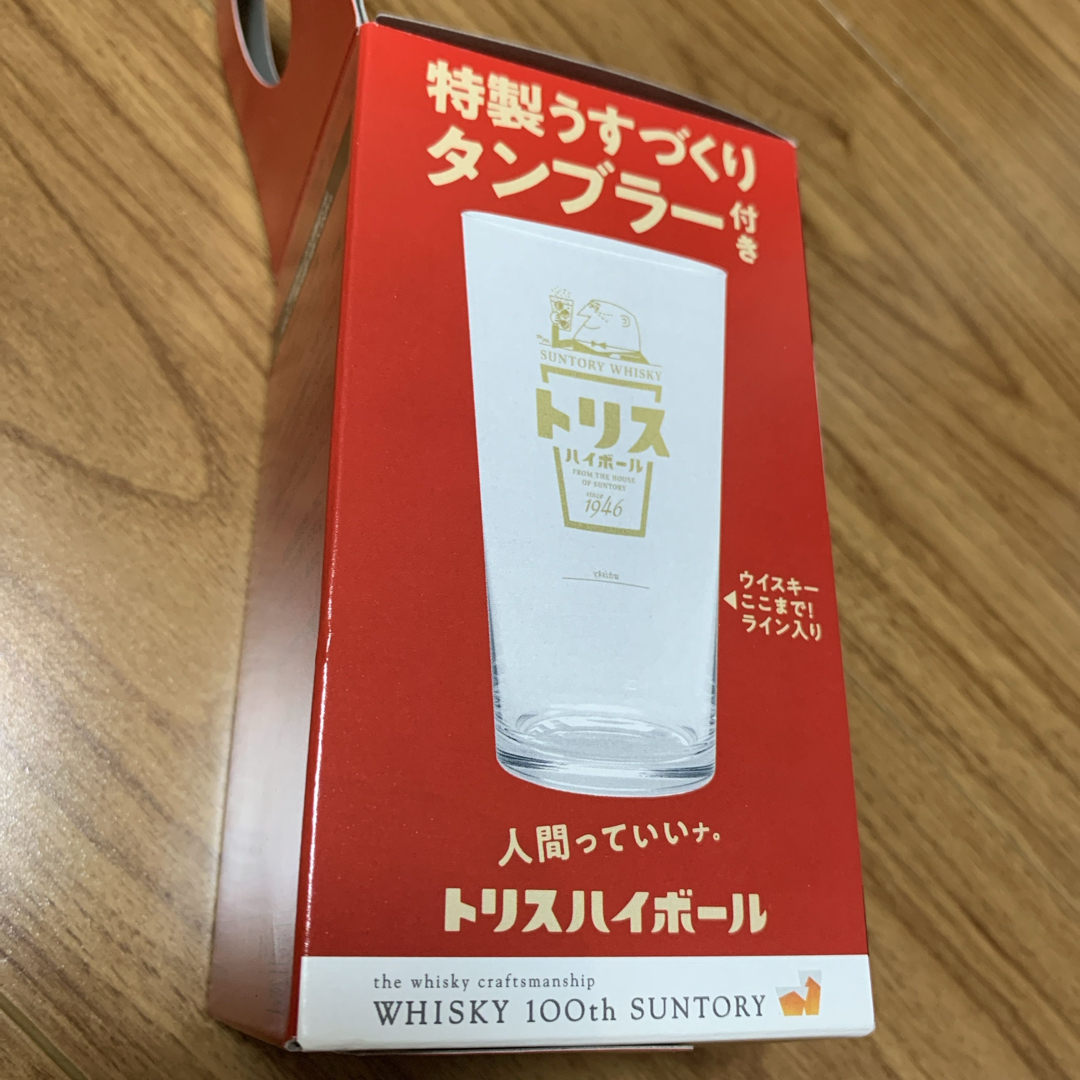 特製うすづくり
タンブラー付き
SUNTORY WHISKY
トリス
ハイボール
FROM THE HOUSE
OF SUNTORY
since
1946
whisky
ウイスキー
ここまで!
ライン入り
人間っていいナ。
トリスハイボール
the whisky craftsmanship
WHISKY 100th SUNTORY